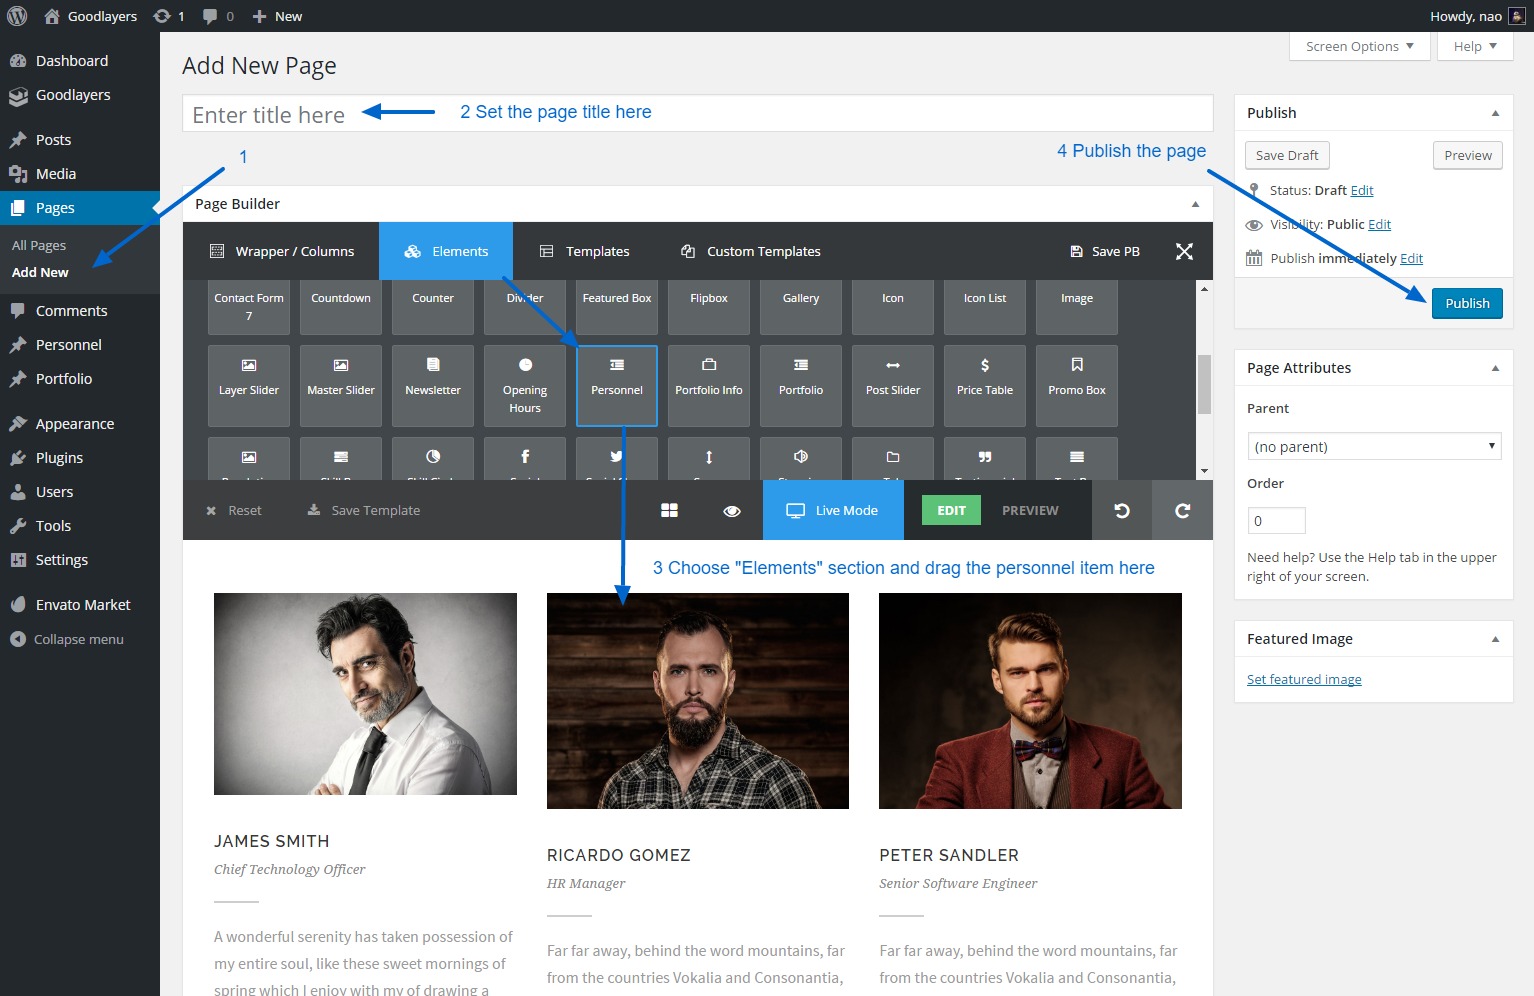 Goodlayers 1 0 New
Howdy, nao
Dashboard
Goodlayers
Posts
Media
Pages
All Pages
Add New
Comments
Personnel
Portfolio
Appearance
Plugins
Users
Tools
Settings
Envato Market
Collapse menu
Screen Options
Help
Add New Page
Enter title here
2 Set the page title here
1
4 Publish the page
Page Builder
Wrapper / Columns
Elements
Templates
Custom Templates
Save PB
Contact Form
7
Countdown
Counter
Divider
Featured Box
Flipbox
Gallery
Icon
Icon List
Image
Layer Slider
Master Slider
Newsletter
Opening
Hours
Personnel
Portfolio Info
Portfolio
Post Slider
Price Table
Promo Box
Reset
Save Template
Live Mode
EDIT
PREVIEW
3 Choose "Elements" section and drag the personnel item here
JAMES SMITH
Chief Technology Officer
A wonderful serenity has taken possession of
my entire soul, like these sweet mornings of
spring which I enjoy with my of drawing a
RICARDO GOMEZ
HR Manager
Far far away, behind the word mountains, far
from the countries Vokalia and Consonantia,
PETER SANDLER
Senior Software Engineer
Far far away, behind the word mountains, far
from the countries Vokalia and Consonantia,
Publish
Save Draft
Preview
Status: Draft Edit
Visibility: Public Edit
Publish immediately Edit
Publish
Page Attributes
Parent
(no parent)
Order
0
Need help? Use the Help tab in the upper
right of your screen.
Featured Image
Set featured image